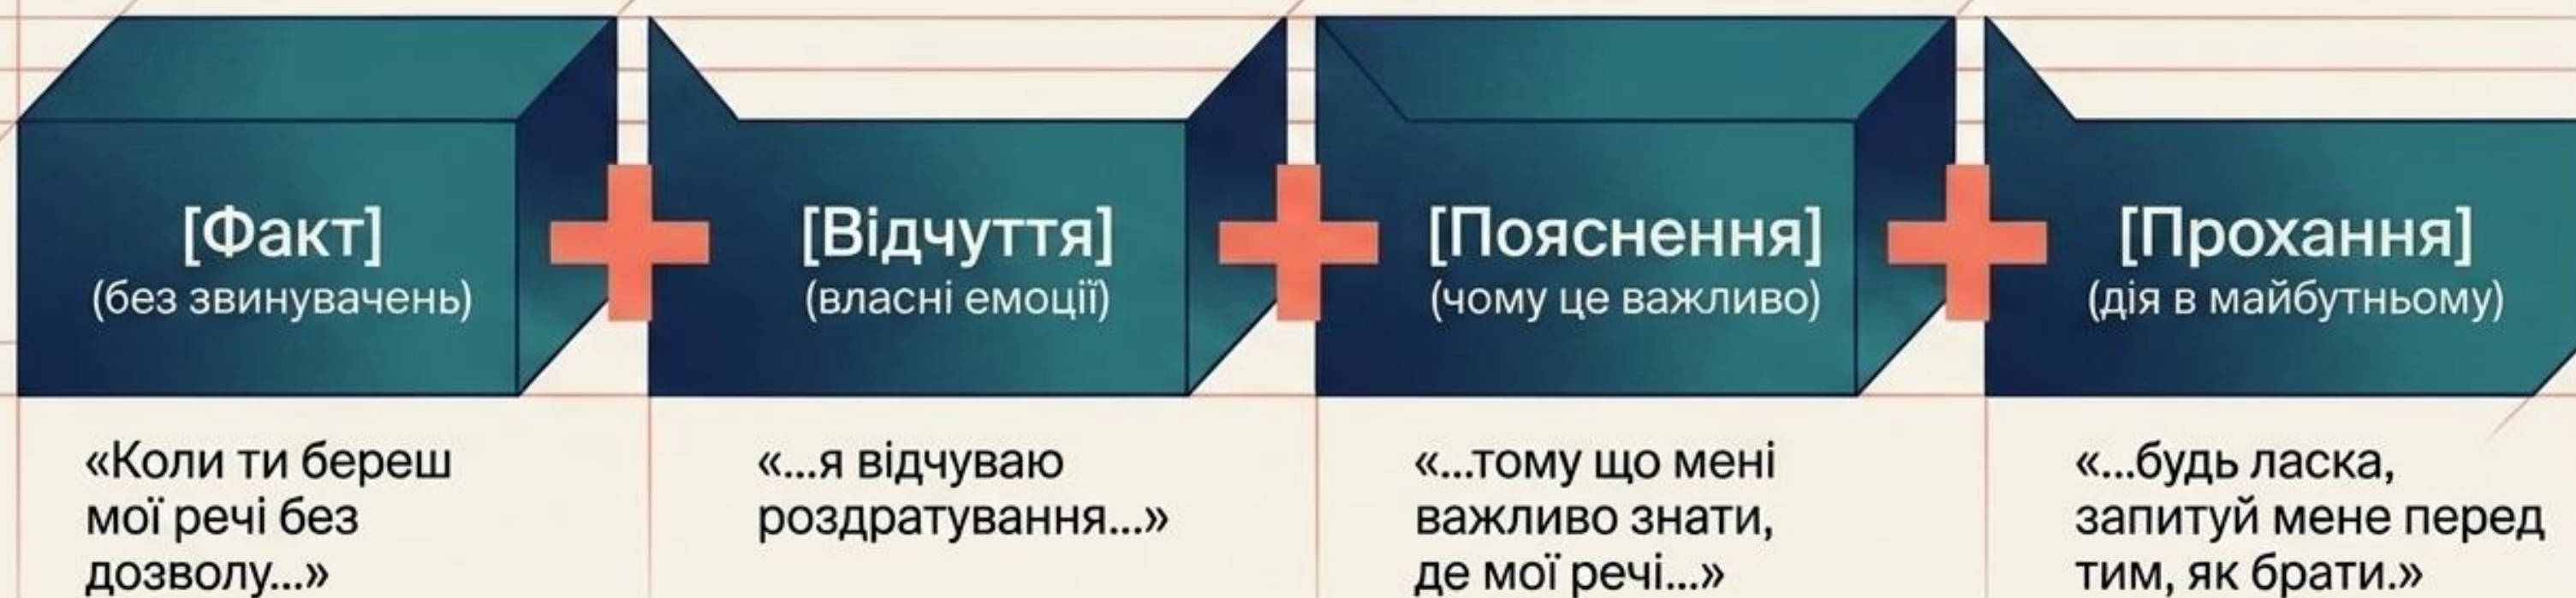 [Факт]
(без звинувачень)
«Коли ти береш
мої речі без
дозволу...»
[Відчуття]
(власні емоції)
«...я відчуваю
роздратування...»
[Пояснення]
(чому це важливо)
«...тому що мені
важливо знати,
де мої речі...»
[Прохання]
(дія в майбутньому)
«...будь ласка,
запитуй мене перед
тим, як брати.»